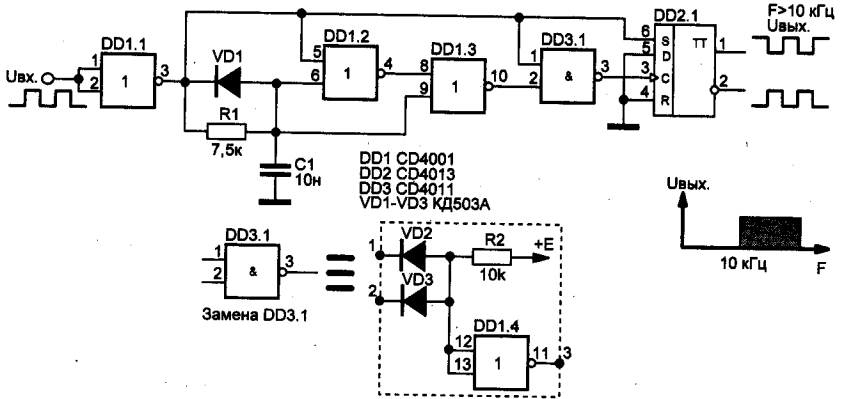 F>10 кГц
Uвых.
DD2.1
DD1.1
DD1.2
DD1.3
DD3.1
Uвх.
1
2
1
3
VD1
5
6
1
4
8
9
1
10
1
2
&
3
6
5
3
4
S
D
C
R
TT
1
2
R1
7,5к
C1
10н
DD1 CD4001
DD2 CD4013
DD3 CD4011
VD1-VD3 КД503А
Uвых.
10 кГц
F
DD3.1
1
2
&
3
Замена DD3.1
1
2
VD2
VD3
R2
10k
+E
DD1.4
12
13
1
11
3